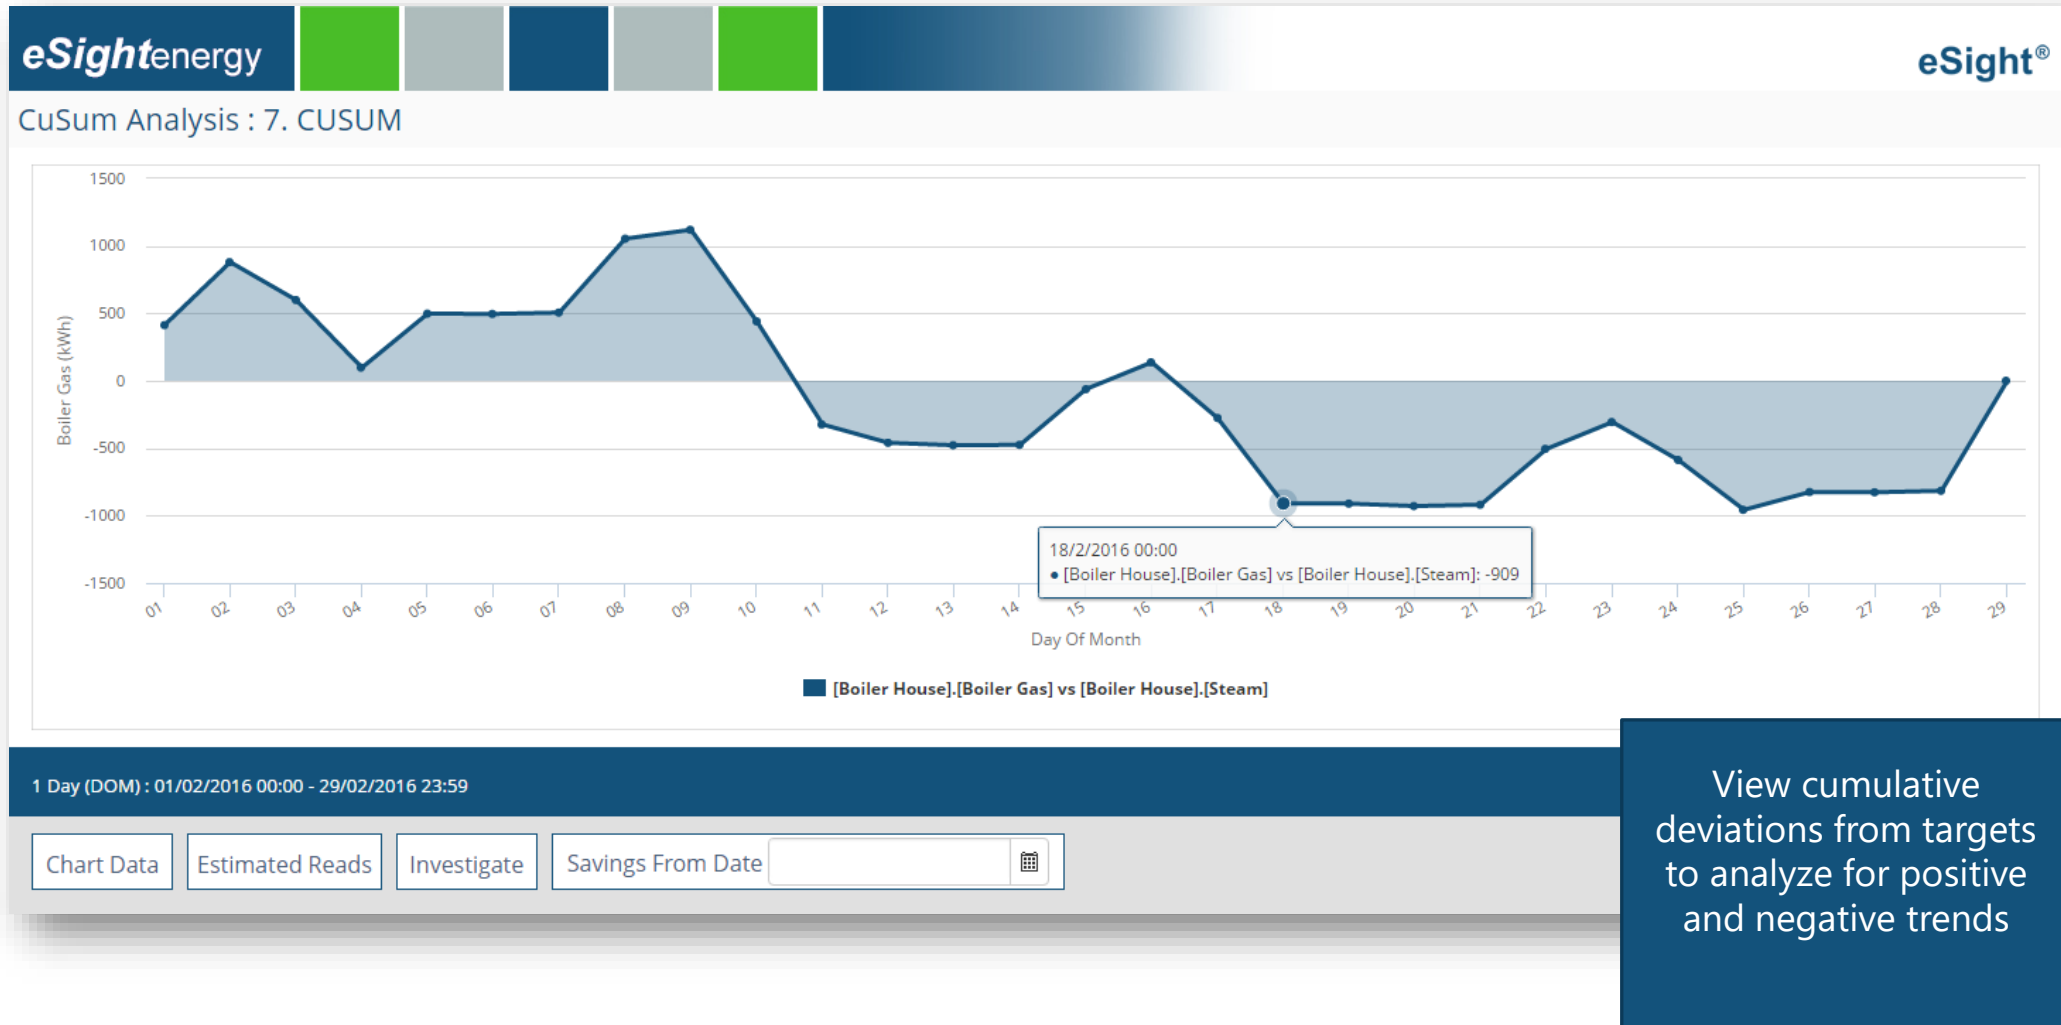 eSightenergy
eSight®
CuSum Analysis : 7. CUSUM
1500
1000
500
0
-500
-1000
-1500
Boiler Gas (kWh)
18/2/2016 00:00
• [Boiler House].[Boiler Gas] vs [Boiler House].[Steam]: -909
01 02 03 04 05 06 07 08 09 10 11 12 13 14 15 16 17 18 19 20 21 22 23 24 25 26 27 28 29
Day Of Month
[Boiler House].[Boiler Gas] vs [Boiler House].[Steam]
1 Day (DOM) : 01/02/2016 00:00 - 29/02/2016 23:59
Chart Data Estimated Reads Investigate Savings From Date
View cumulative
deviations from targets
to analyze for positive
and negative trends